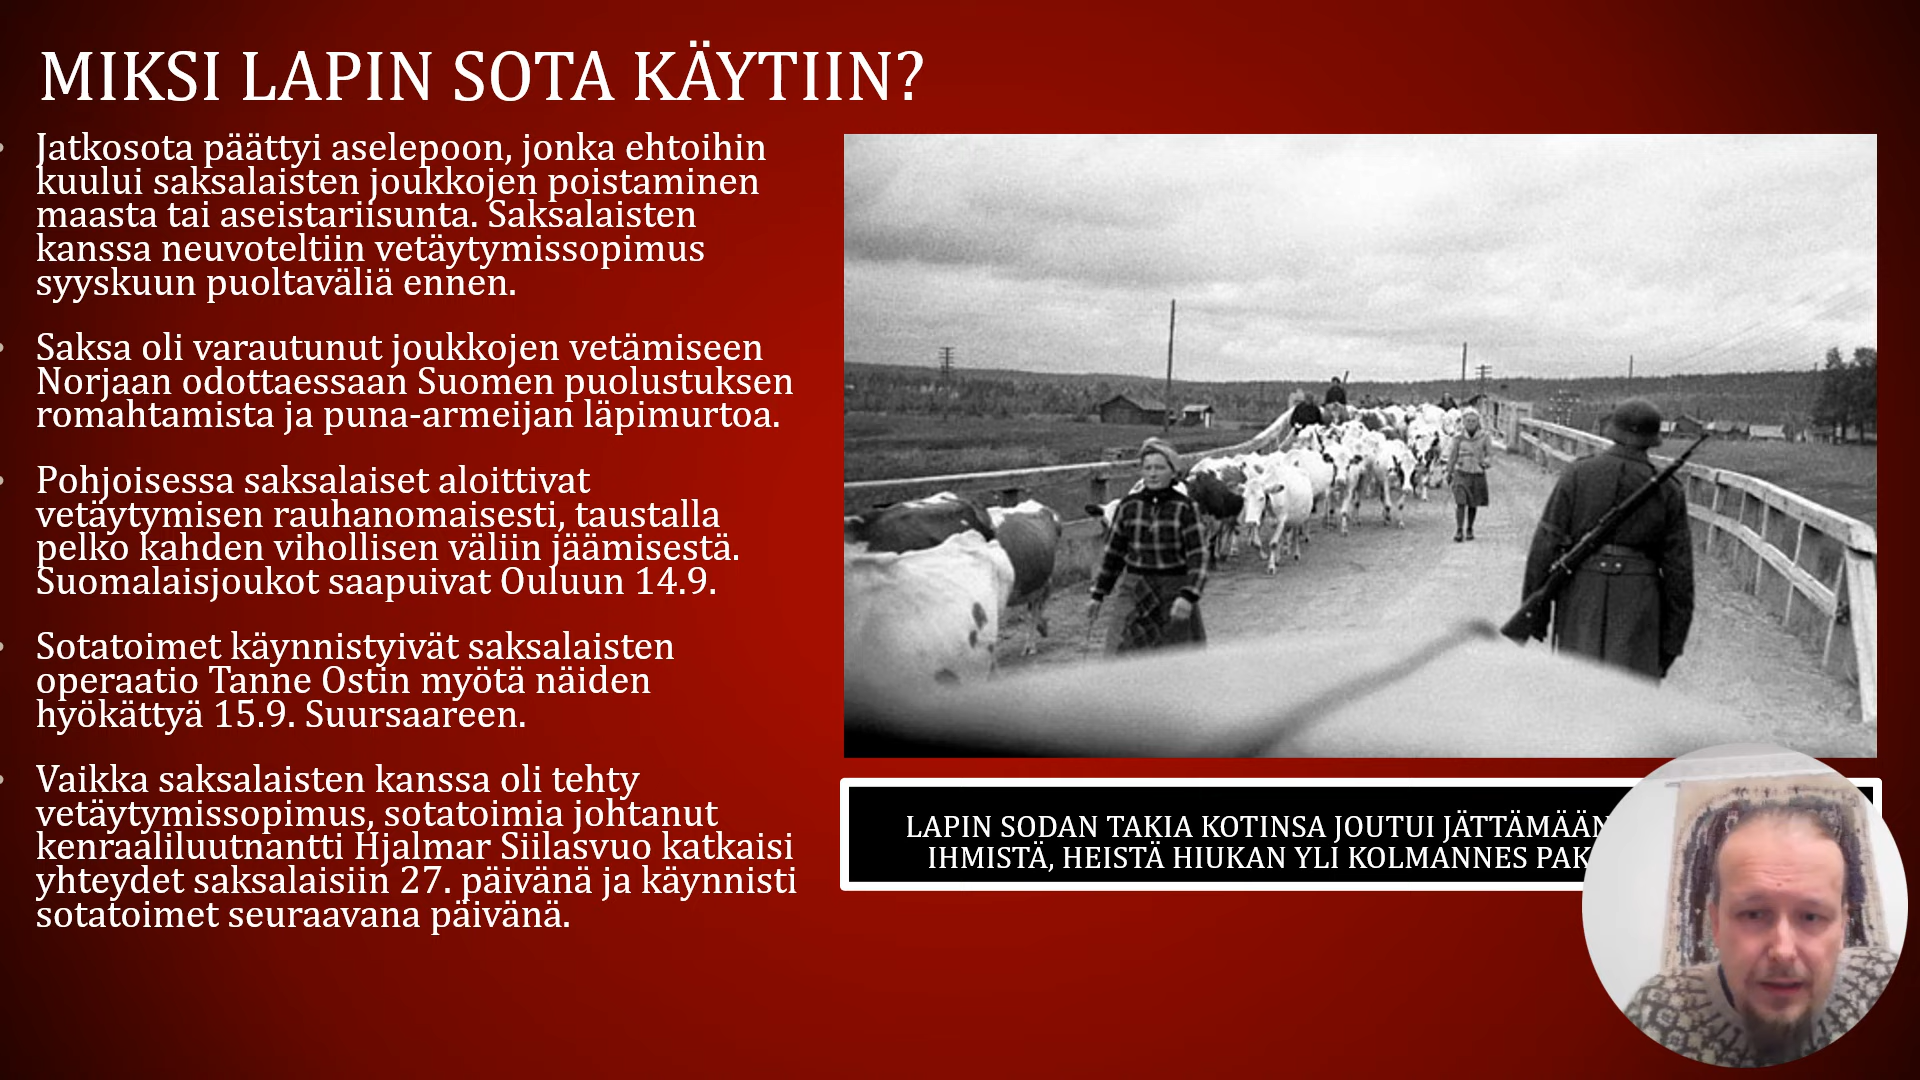 MIKSI LAPIN SOTA KÄYTIIN?
Jatkosota päättyi aselepoon, jonka ehtoihin
kuului saksalaisten joukkojen poistaminen
maasta tai aseistariisunta. Saksalaisten
kanssa neuvoteltiin vetäytymissopimus
syyskuun puoltaväliä ennen.
Saksa oli varautunut joukkojen vetämiseen
Norjaan odottaessaan Suomen puolustuksen
romahtamista ja puna-armeijan läpimurtoa.
Pohjoisessa saksalaiset aloittivat
vetäytymisen rauhanomaisesti, taustalla
pelko kahden vihollisen väliin jäämisestä.
Suomalaisjoukot saapuivat Ouluun 14.9.
Sotatoimet käynnistyivät saksalaisten
operaatio Tanne Ostin myötä näiden
hyökättyä 15.9. Suursaareen.
Vaikka saksalaisten kanssa oli tehty
vetäytymissopimus, sotatoimia johtanut
kenraaliluutnantti Hjalmar Siilasvuo katkaisi
yhteydet saksalaisiin 27. päivänä ja käynnisti
sotatoimet seuraavana päivänä.
LAPIN SODAN TAKIA KOTINSA JOUTUI JÄTTÄMÄÄN
IHMISTÄ, HEISTÄ HIUKAN YLI KOLMANNES